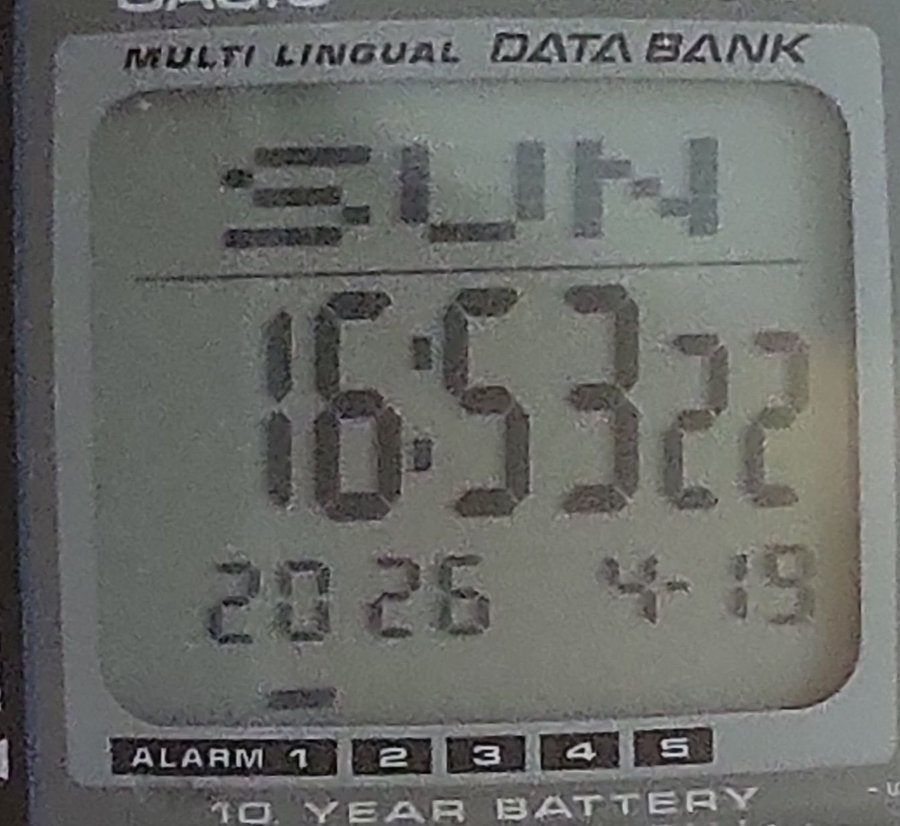 MULTI LINGUAL DATA BANK
SUN
16:53 22
2026 4-19
ALARM 1 2 3 4 5
10 YEAR BATTERY